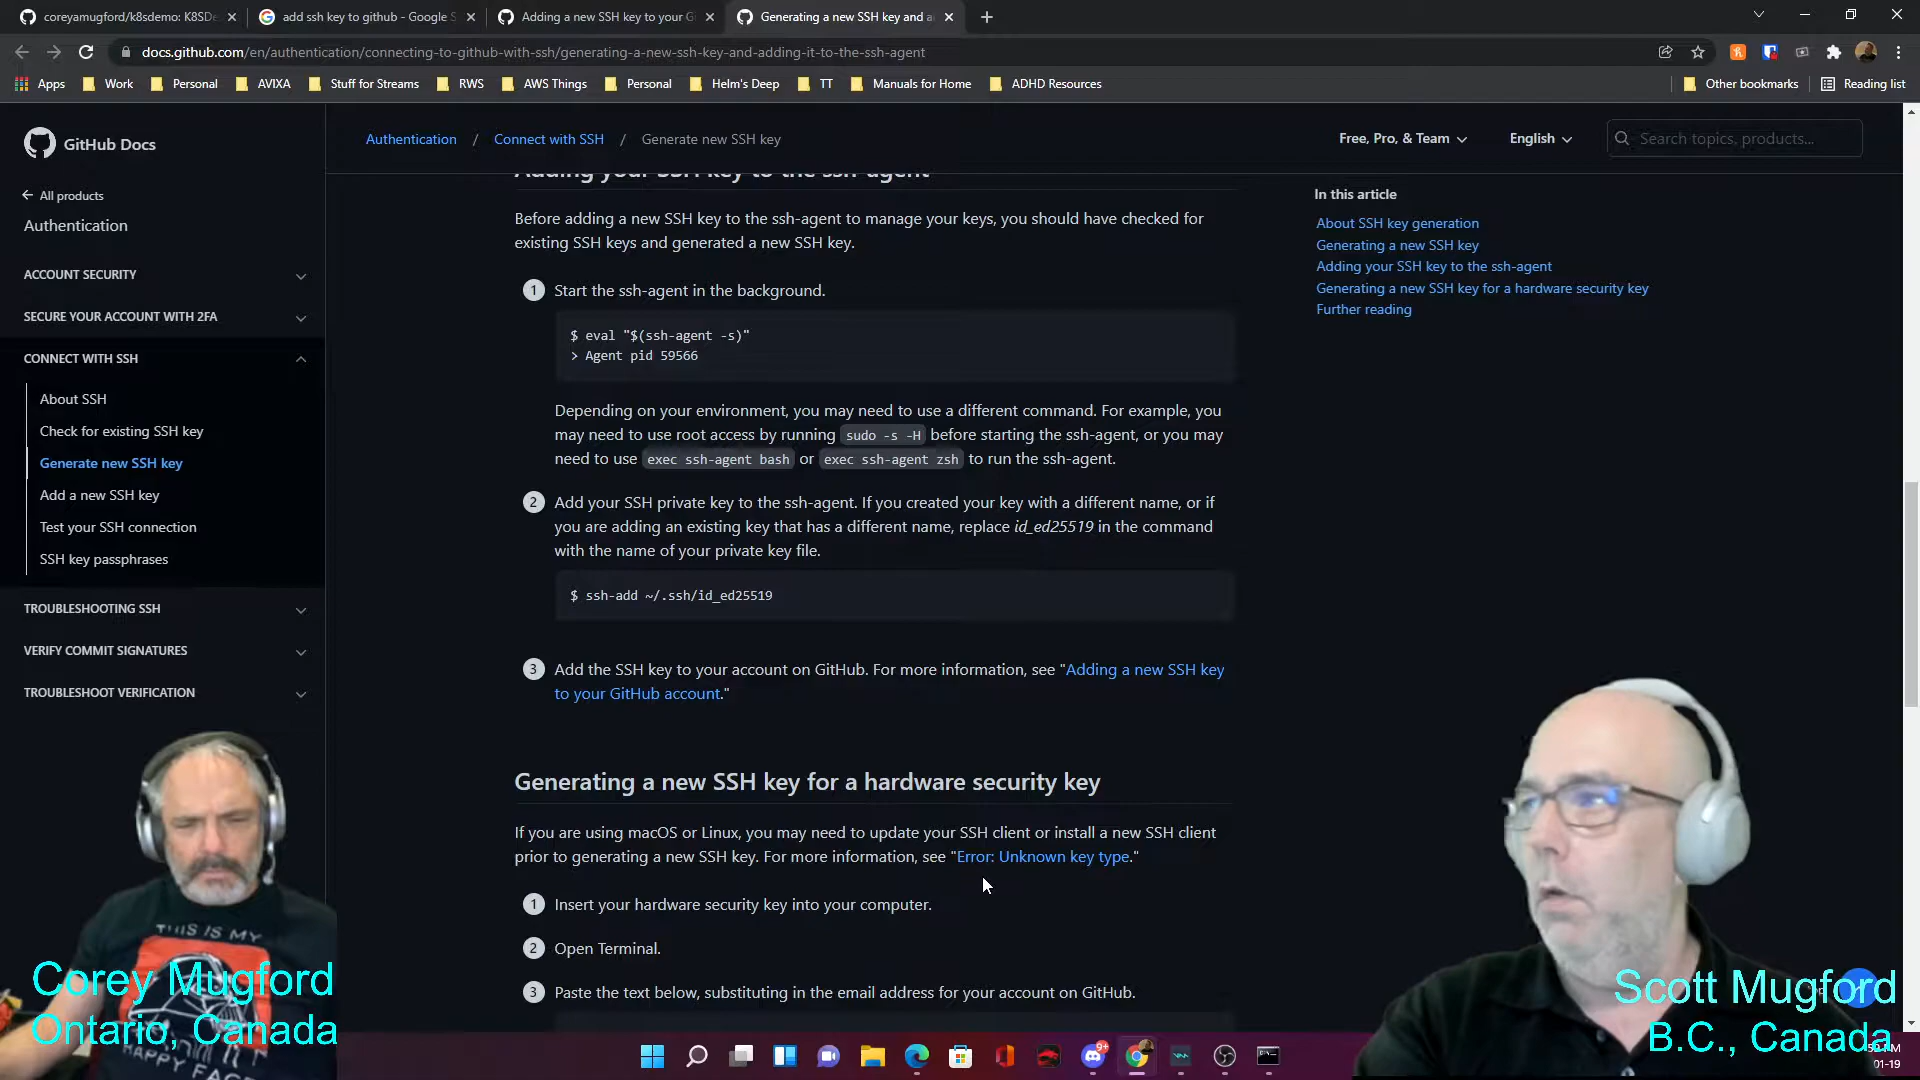 coreyamugford/k8sdemo: K8SDe
add ssh key to github - Google S
Adding a new SSH key to your Gi
Generating a new SSH key and a
docs.github.com/en/authentication/connecting-to-github-with-ssh/generating-a-new-ssh-key-and-adding-it-to-the-ssh-agent
Apps
Work
Personal
AVIXA
Stuff for Streams
RWS
AWS Things
Personal
Helm's Deep
TT
Manuals for Home
ADHD Resources
Other bookmarks
Reading list
GitHub Docs
Authentication / Connect with SSH / Generate new SSH key
Free, Pro, & Team
English
Search topics, products...
All products
Authentication
ACCOUNT SECURITY
SECURE YOUR ACCOUNT WITH 2FA
CONNECT WITH SSH
About SSH
Check for existing SSH key
Generate new SSH key
Add a new SSH key
Test your SSH connection
SSH key passphrases
TROUBLESHOOTING SSH
VERIFY COMMIT SIGNATURES
TROUBLESHOOT VERIFICATION
Adding your SSH key to the ssh-agent
Before adding a new SSH key to the ssh-agent to manage your keys, you should have checked for
existing SSH keys and generated a new SSH key.
1 Start the ssh-agent in the background.
$ eval "$(ssh-agent -s)"
> Agent pid 59566
Depending on your environment, you may need to use a different command. For example, you
may need to use root access by running sudo -s -H before starting the ssh-agent, or you may
need to use exec ssh-agent bash or exec ssh-agent zsh to run the ssh-agent.
2 Add your SSH private key to the ssh-agent. If you created your key with a different name, or if
you are adding an existing key that has a different name, replace id_ed25519 in the command
with the name of your private key file.
$ ssh-add ~/.ssh/id_ed25519
3 Add the SSH key to your account on GitHub. For more information, see "Adding a new SSH key
to your GitHub account."
Generating a new SSH key for a hardware security key
If you are using macOS or Linux, you may need to update your SSH client or install a new SSH client
prior to generating a new SSH key. For more information, see "Error: Unknown key type."
1 Insert your hardware security key into your computer.
2 Open Terminal.
3 Paste the text below, substituting in the email address for your account on GitHub.
In this article
About SSH key generation
Generating a new SSH key
Adding your SSH key to the ssh-agent
Generating a new SSH key for a hardware security key
Further reading
THIS IS MY
HAPPY FACE
Corey Mugford
Ontario, Canada
Scott Mugford
B.C., Canada
9+
01-19